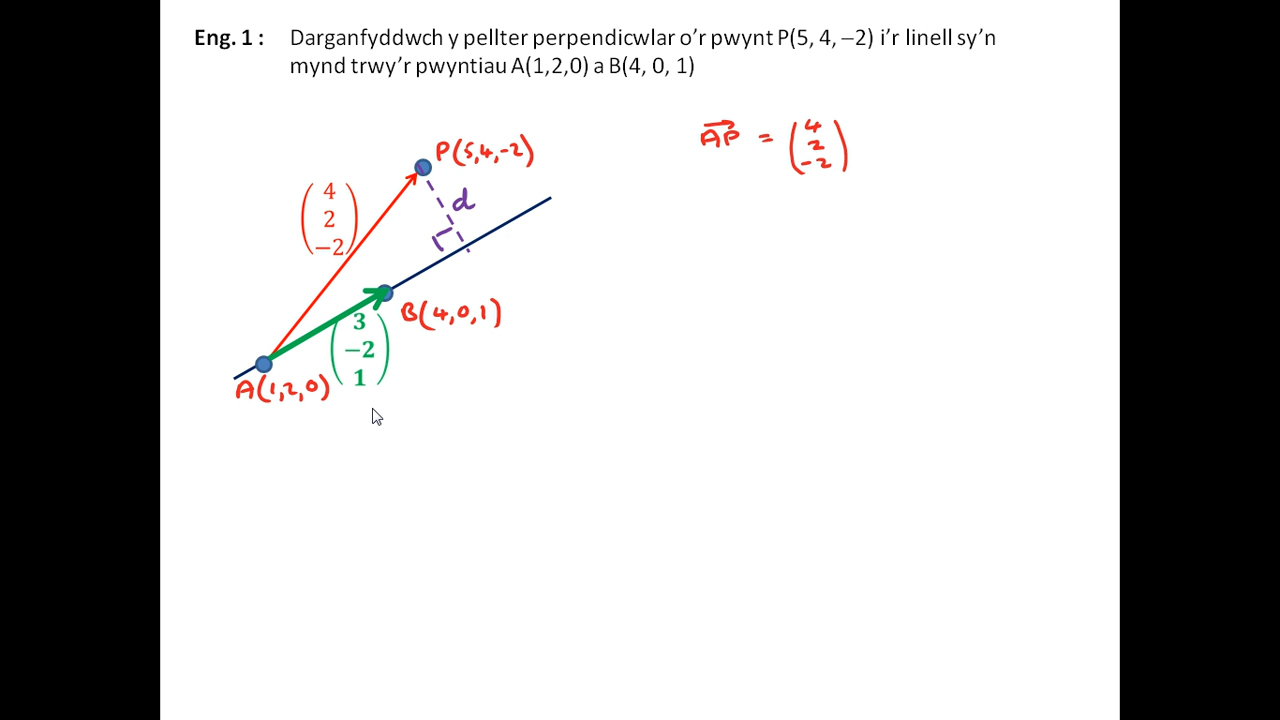 Eng. 1 : Darganfyddwch y pellter perpendicwlar o’r pwynt P(5, 4, −2) i’r linell sy’n
mynd trwy’r pwyntiau A(1,2,0) a B(4, 0, 1)
AP = (4
2
-2)
P(5,4,-2)
(4
2
−2)
d
B(4,0,1)
(3
−2
1)
A(1,2,0)